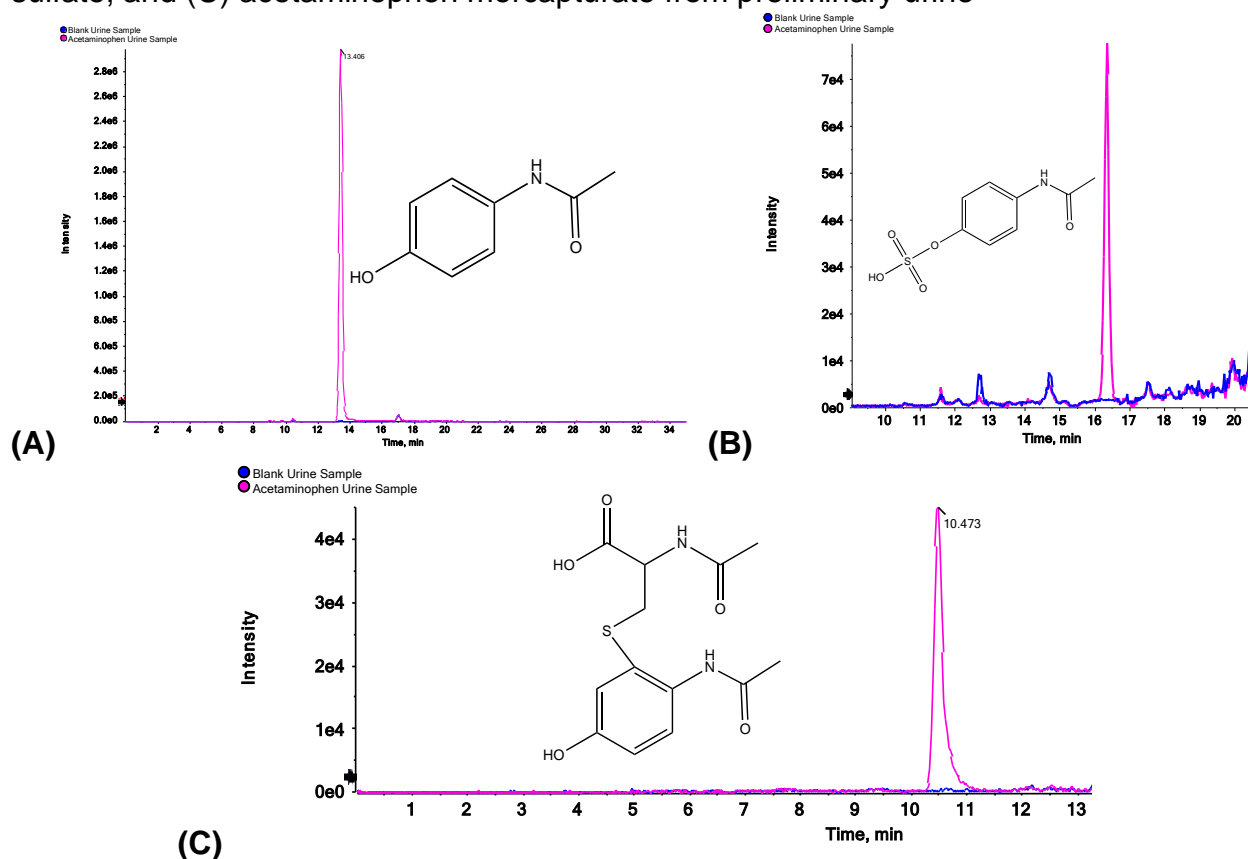 sulfate, and (C) acetaminophen mercapturate from preliminary urine
Blank Urine Sample
Acetaminophen Urine Sample
13.406
2.8e6
2.6e6
2.4e6
2.2e6
2.0e6
1.8e6
1.6e6
1.4e6
1.2e6
1.0e6
8.0e5
6.0e5
4.0e5
2.0e5
0.0e0
Intensity
2 4 6 8 10 12 14 16 18 20 22 24 26 28 30 32 34
Time, min
H
N
O
HO
(A)
Blank Urine Sample
Acetaminophen Urine Sample
7e4
6e4
5e4
4e4
3e4
2e4
1e4
0e0
Intensity
10 11 12 13 14 15 16 17 18 19 20
Time, min
H
N
O
O
O
S
HO
O
(B)
Blank Urine Sample
Acetaminophen Urine Sample
4e4
3e4
2e4
1e4
0e0
Intensity
10.473
1 2 3 4 5 6 7 8 9 10 11 12 13
Time, min
O
H
N
HO
O
S
H
N
O
HO
(C)